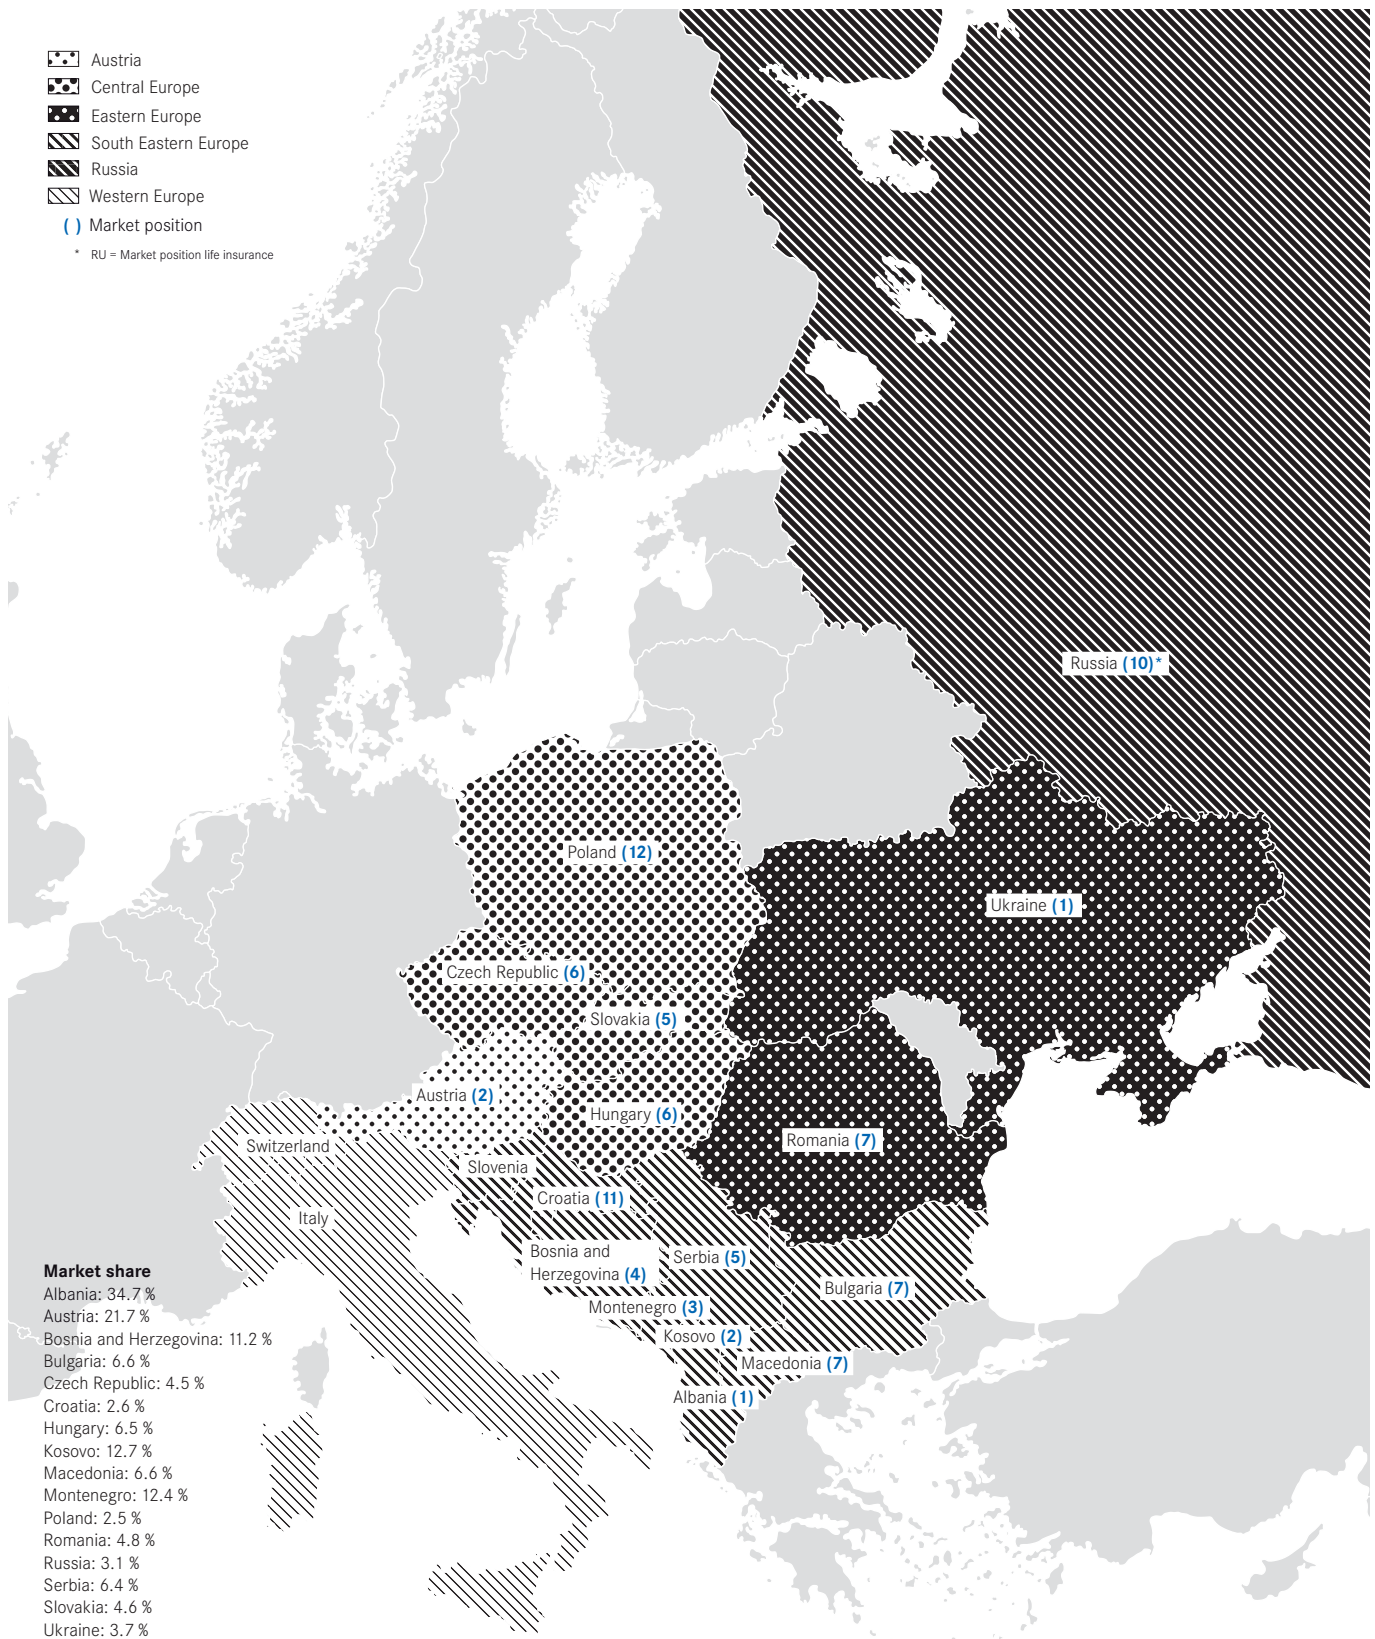 Austria
Central Europe
Eastern Europe
South Eastern Europe
Russia
Western Europe
( ) Market position
* RU = Market position life insurance
Russia (10)*
Poland (12)
Ukraine (1)
Czech Republic (6)
Slovakia (5)
Austria (2)
Hungary (6)
Romania (7)
Switzerland
Slovenia
Croatia (11)
Italy
Bosnia and
Herzegovina (4)
Serbia (5)
Bulgaria (7)
Montenegro (3)
Kosovo (2)
Macedonia (7)
Albania (1)
Market share
Albania: 34.7 %
Austria: 21.7 %
Bosnia and Herzegovina: 11.2 %
Bulgaria: 6.6 %
Czech Republic: 4.5 %
Croatia: 2.6 %
Hungary: 6.5 %
Kosovo: 12.7 %
Macedonia: 6.6 %
Montenegro: 12.4 %
Poland: 2.5 %
Romania: 4.8 %
Russia: 3.1 %
Serbia: 6.4 %
Slovakia: 4.6 %
Ukraine: 3.7 %